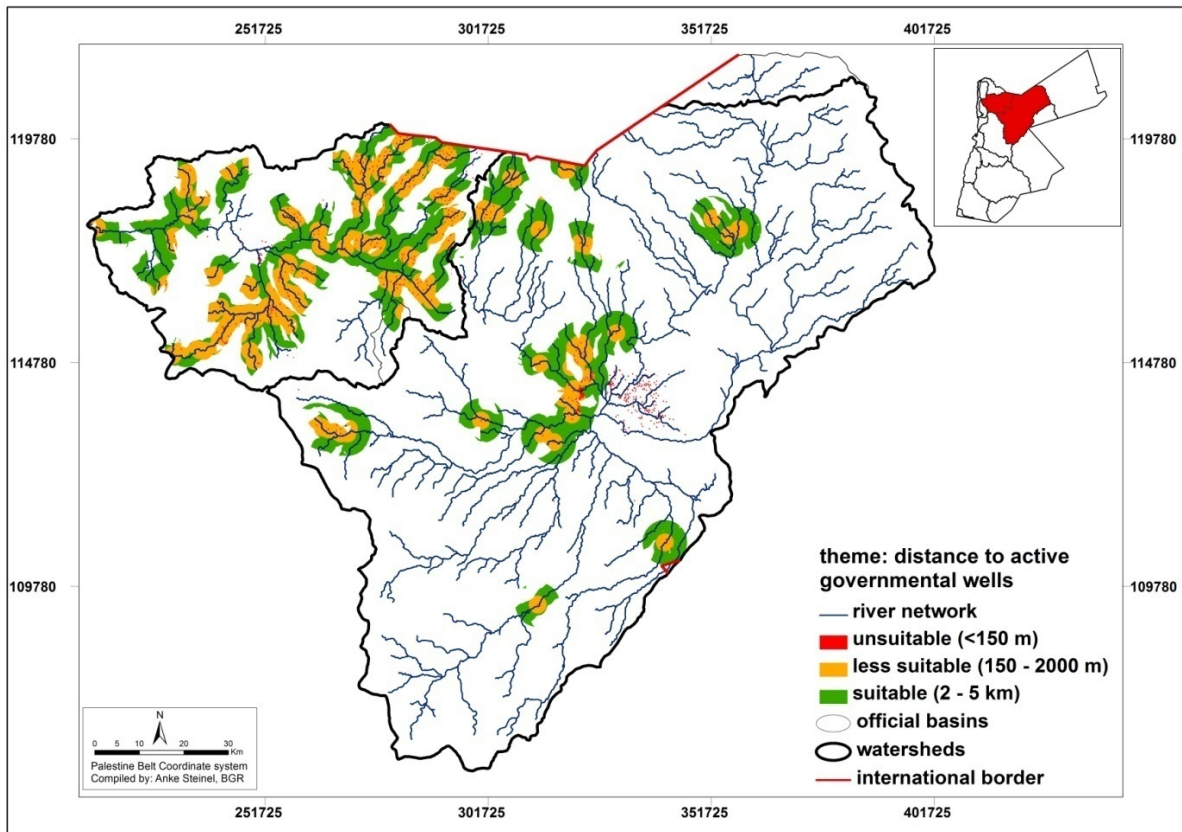 251725 301725 351725 401725
119780 119780
114780 114780
109780 109780
theme: distance to active
governmental wells
river network
unsuitable (<150 m)
less suitable (150 - 2000 m)
suitable (2 - 5 km)
official basins
watersheds
international border
N
0 5 10 20 30
Km
Palestine Belt Coordinate system
Compiled by: Anke Steinel, BGR
251725 301725 351725 401725